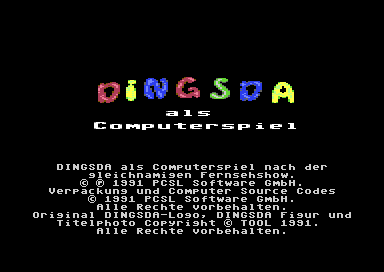 DINGSDA
als
Computerspiel
DINGSDA als Computerspiel nach der
gleichnamigen Fernsehshow.
© ℗ 1991 PCSL Software GmbH.
Verpackung und Computer Source Codes
© 1991 PCSL Software GmbH.
Alle Rechte vorbehalten.
Original DINGSDA-Logo, DINGSDA Figur und
Titelphoto Copyright © TOOL 1991.
Alle Rechte vorbehalten.